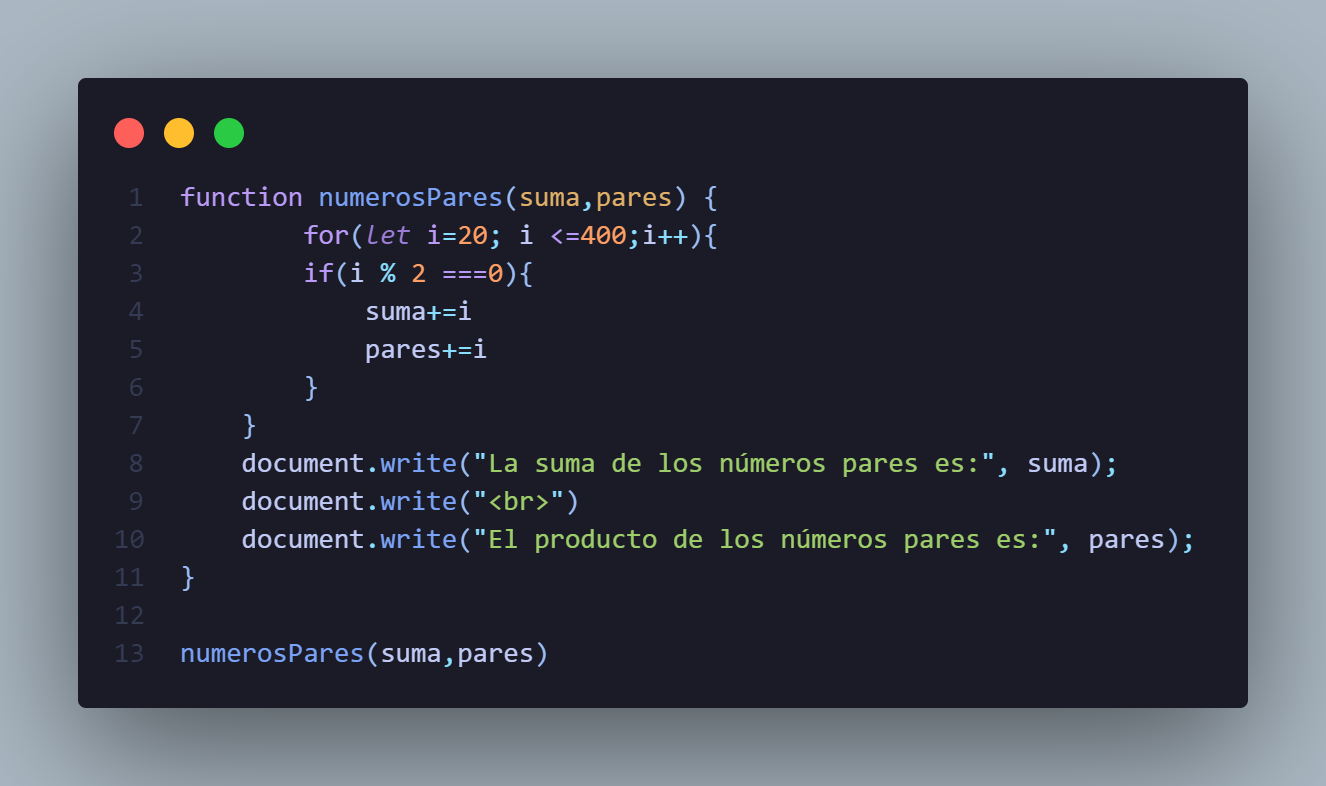 1 function numerosPares(suma,pares) {
2 for(let i=20; i <=400;i++){
3 if(i % 2 ===0){
4 suma+=i
5 pares+=i
6 }
7 }
8 document.write("La suma de los números pares es:", suma);
9 document.write("<br>")
10 document.write("El producto de los números pares es:", pares);
11 }
12
13 numerosPares(suma,pares)